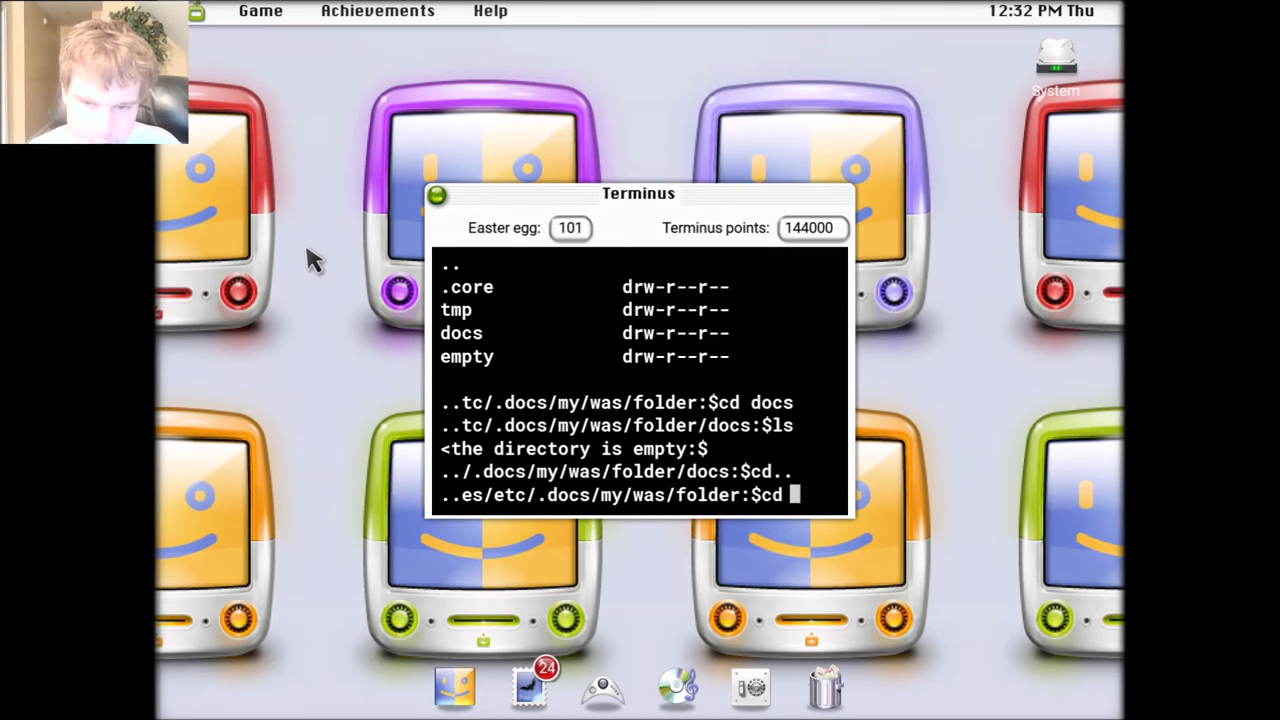 Game Achievements Help 12:32 PM Thu
System
Terminus
Easter egg: 101 Terminus points: 144000
..
.core drw-r--r--
tmp drw-r--r--
docs drw-r--r--
empty drw-r--r--
..tc/.docs/my/was/folder:$cd docs
..tc/.docs/my/was/folder/docs:$ls
<the directory is empty:$
../.docs/my/was/folder/docs:$cd..
..es/etc/.docs/my/was/folder:$cd
24